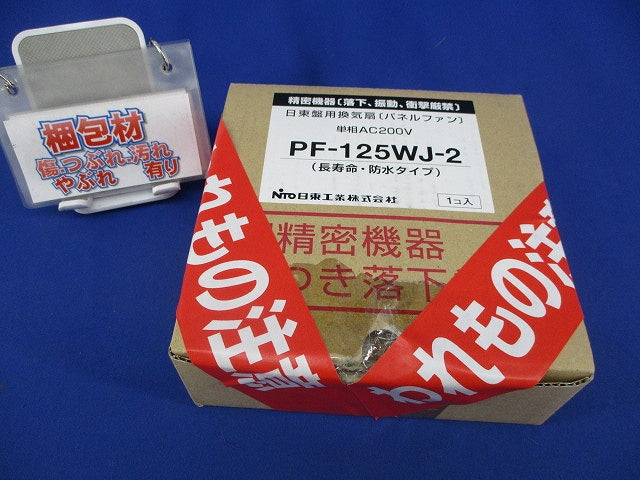 梱包材
傷.つぶれ.汚れ
やぶれ 有り
精密機器〔落下、振動、衝撃厳禁〕
日東盤用換気扇〔パネルファン〕
単相AC200V
PF-125WJ-2
(長寿命・防水タイプ)
NITO日東工業株式会社
1コ入
精密機器
つき落下
れもの注意
われもの注